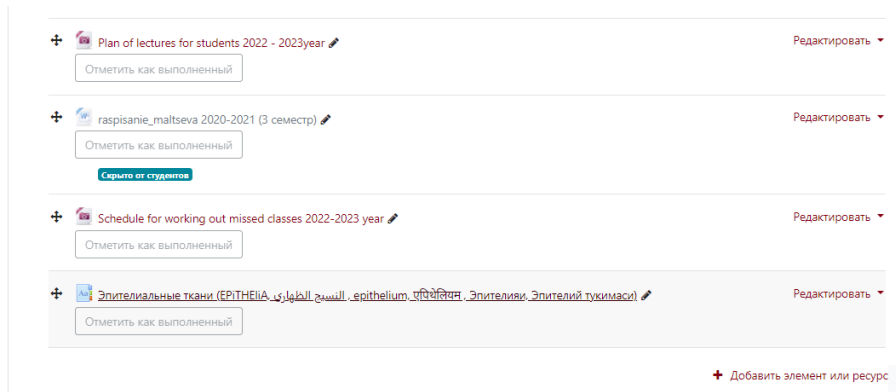 Plan of lectures for students 2022 - 2023year
Редактировать
Отметить как выполненный
raspisanie_maltseva 2020-2021 (3 семестр)
Редактировать
Отметить как выполненный
Скрыто от студентов
Schedule for working out missed classes 2022-2023 year
Редактировать
Отметить как выполненный
Эпителиальные ткани (EPiTHEliA, النسيج الظهاري , epithelium, एपिथेलियम , Эпителияи, Эпителий тукимаси)
Редактировать
Отметить как выполненный
Добавить элемент или ресурс